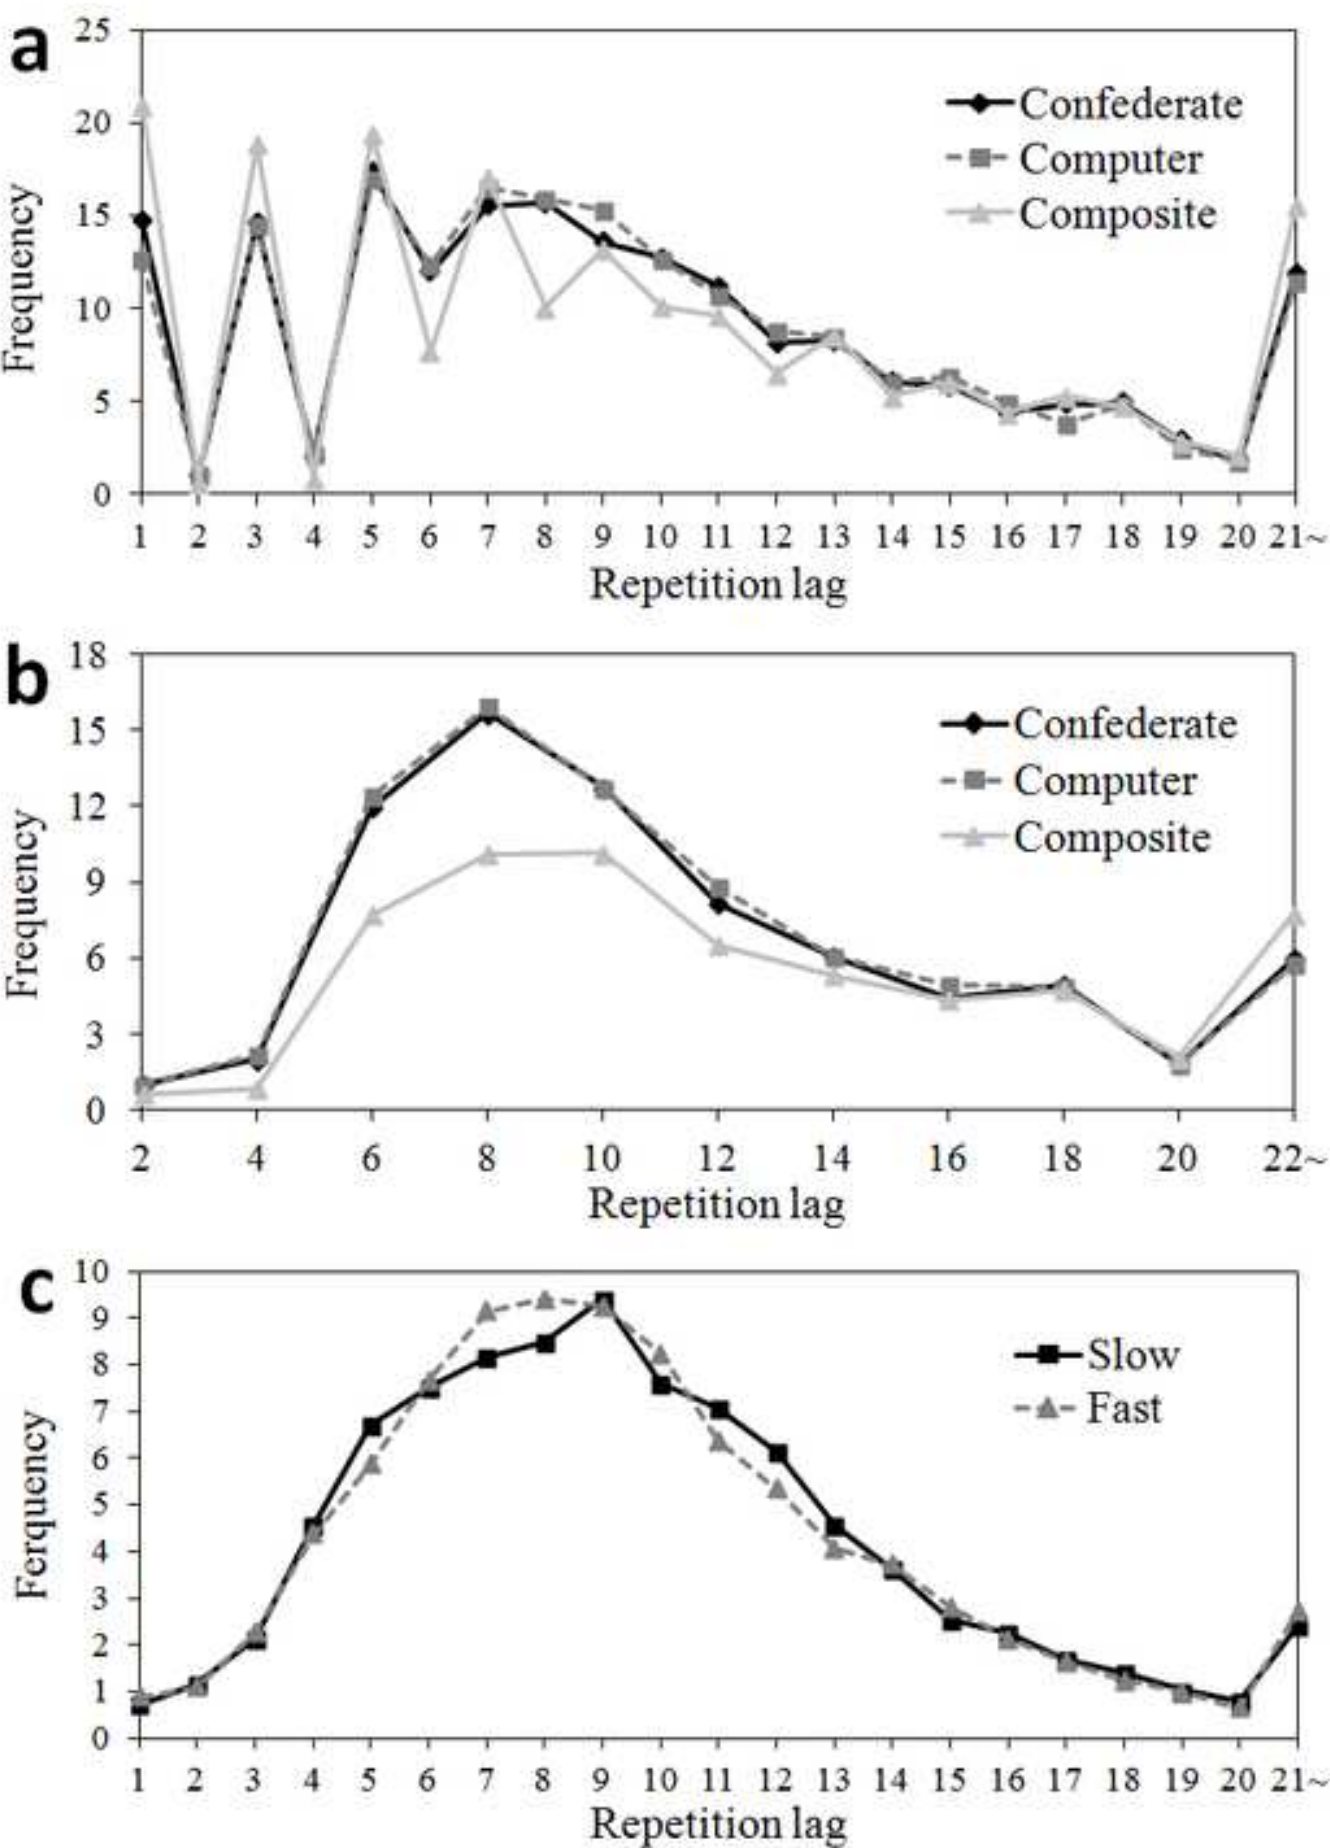 a
25
20
15
10
5
0
Frequency
Confederate
Computer
Composite
1 2 3 4 5 6 7 8 9 10 11 12 13 14 15 16 17 18 19 20 21~
Repetition lag
b
18
15
12
9
6
3
0
Frequency
Confederate
Computer
Composite
2 4 6 8 10 12 14 16 18 20 22~
Repetition lag
c
10
9
8
7
6
5
4
3
2
1
0
Ferquency
Slow
Fast
1 2 3 4 5 6 7 8 9 10 11 12 13 14 15 16 17 18 19 20 21~
Repetition lag